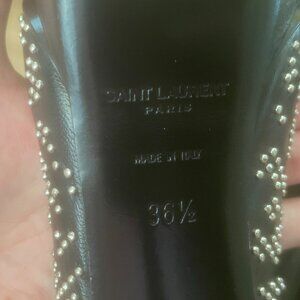 SAINT LAURENT
PARIS
MADE IN ITALY
36½